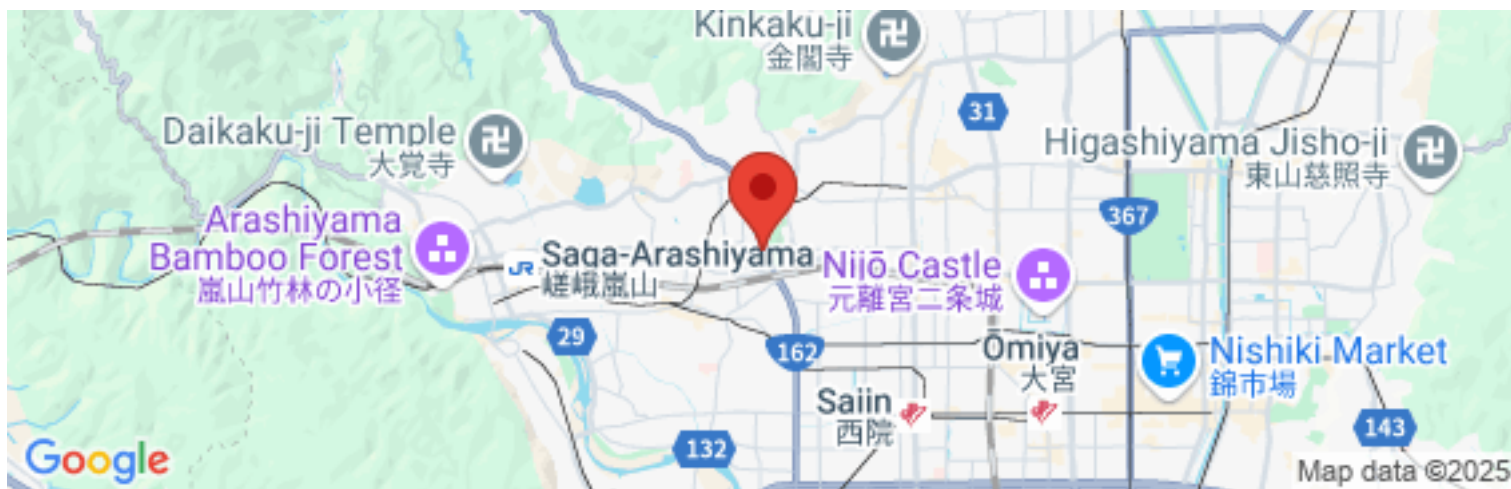 Kinkaku-ji
金閣寺
31
Daikaku-ji Temple
大覚寺
Higashiyama Jisho-ji
東山慈照寺
Arashiyama
Bamboo Forest
嵐山竹林の小径
367
JR
Saga-Arashiyama
嵯峨嵐山
Nijō Castle
元離宮二条城
29
162
Ōmiya
大宮
Nishiki Market
錦市場
Saiin
西院
132
143
Google
Map data ©2025